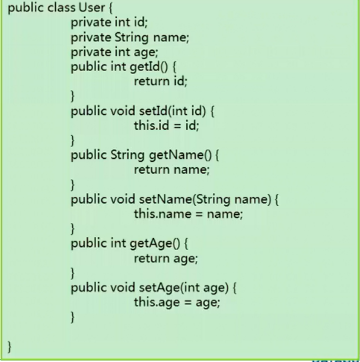 public class User {
private int id;
private String name;
private int age;
public int getId() {
return id;
}
public void setId(int id) {
this.id = id;
}
public String getName() {
return name;
}
public void setName(String name) {
this.name = name;
}
public int getAge() {
return age;
}
public void setAge(int age) {
this.age = age;
}
}